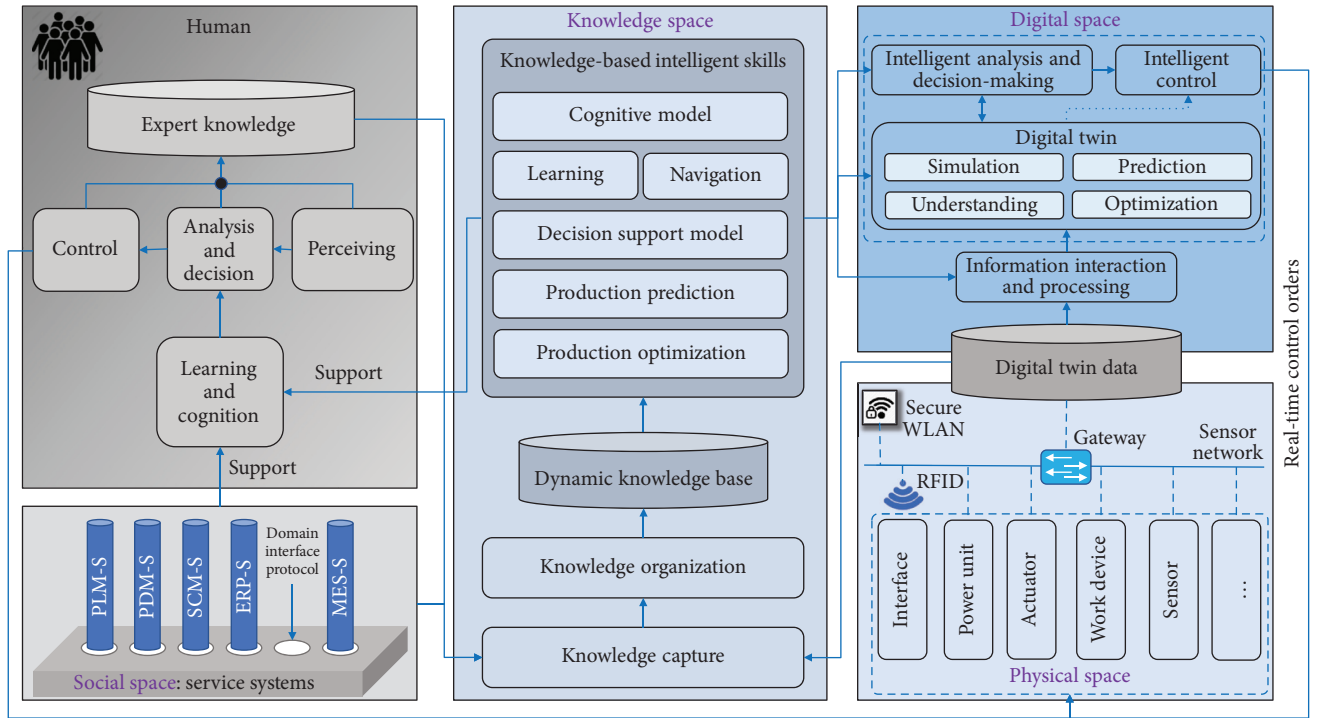 Human
Expert knowledge
Control
Analysis
and
decision
Perceiving
Learning
and
cognition
Support
Support
PLM-S
PDM-S
SCM-S
ERP-S
Domain
interface
protocol
MES-S
Social space: service systems
Knowledge space
Knowledge-based intelligent skills
Cognitive model
Learning
Navigation
Decision support model
Production prediction
Production optimization
Dynamic knowledge base
Knowledge organization
Knowledge capture
Digital space
Intelligent analysis and
decision-making
Intelligent
control
Digital twin
Simulation
Prediction
Understanding
Optimization
Information interaction
and processing
Digital twin data
Secure
WLAN
Gateway
Sensor
network
RFID
Interface
Power unit
Actuator
Work device
Sensor
...
Physical space
Real-time control orders